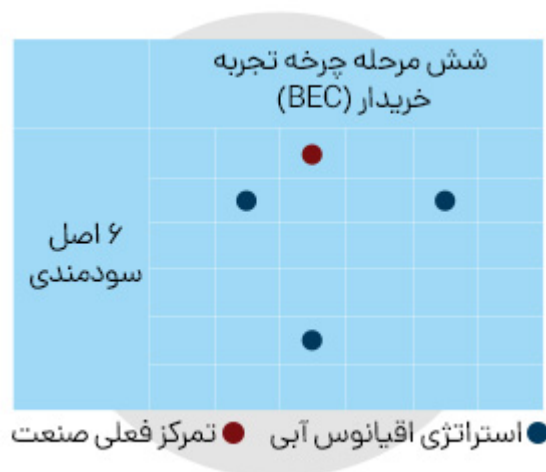 شش مرحله چرخه تجربه
خریدار (BEC)
۶ اصل
سودمندی
استراتژی اقیانوس آبی
تمرکز فعلی صنعت